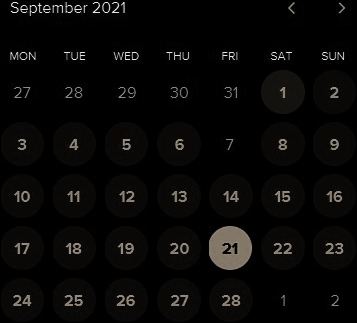 September 2021
MON TUE WED THU FRI SAT SUN
27 28 29 30 31 1 2
3 4 5 6 7 8 9
10 11 12 13 14 15 16
17 18 19 20 21 22 23
24 25 26 27 28 1 2